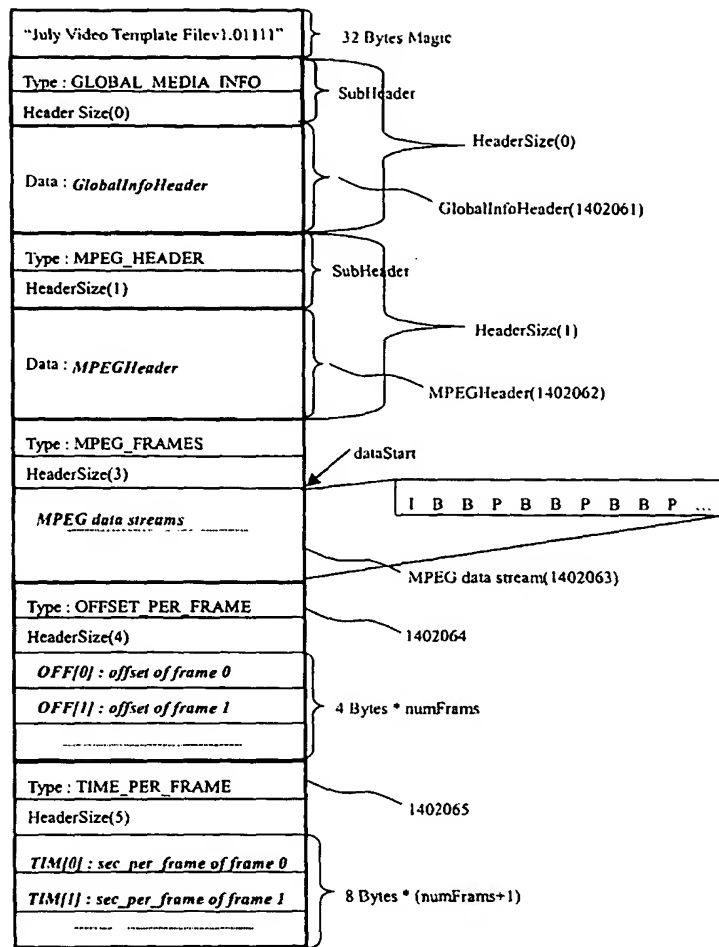 "July Video Template Filev1.01111"
32 Bytes Magic
Type : GLOBAL_MEDIA_INFO
SubHeader
Header Size(0)
HeaderSize(0)
Data : GlobalInfoHeader
GlobalInfoHeader(1402061)
Type : MPEG_HEADER
SubHeader
HeaderSize(1)
HeaderSize(1)
Data : MPEGHeader
MPEGHeader(1402062)
Type : MPEG_FRAMES
dataStart
HeaderSize(3)
I B B P B B P B B P ...
MPEG data streams
MPEG data stream(1402063)
Type : OFFSET_PER_FRAME
1402064
HeaderSize(4)
OFF[0] : offset of frame 0
OFF[1] : offset of frame 1
4 Bytes * numFrams
Type : TIME_PER_FRAME
1402065
HeaderSize(5)
TIM[0] : sec_per_frame of frame 0
TIM[1] : sec_per_frame of frame 1
8 Bytes * (numFrams+1)